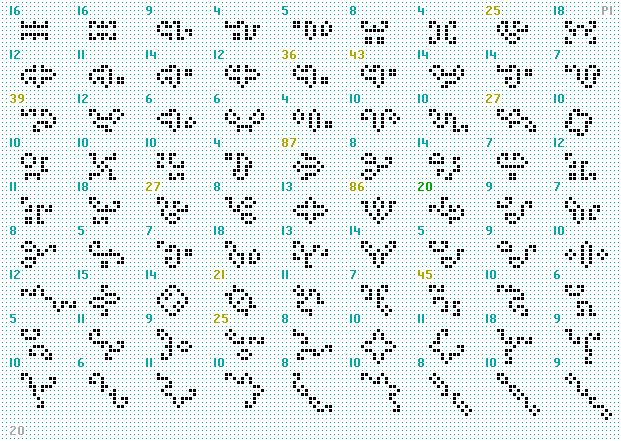 16 16 9 4 5 8 4 25 18 P1
12 11 14 12 36 43 14 14 7
39 12 6 6 4 10 10 27 10
10 10 10 4 87 8 14 7 12
11 18 27 8 13 86 20 9 7
8 5 7 18 13 14 5 9 10
12 15 14 21 11 7 45 10 6
5 11 9 25 8 10 11 18 9
10 6 11 10 8 10 4 10 9
20